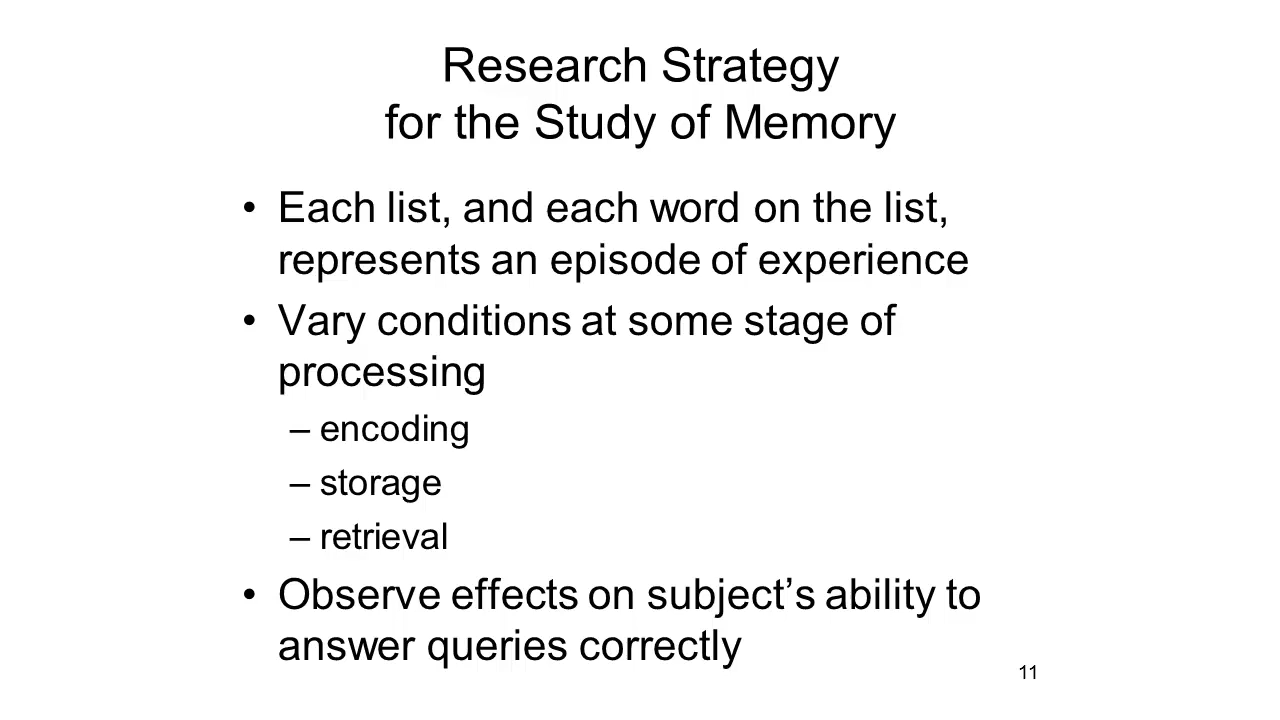 Research Strategy
for the Study of Memory
• Each list, and each word on the list,
represents an episode of experience
• Vary conditions at some stage of
processing
– encoding
– storage
– retrieval
• Observe effects on subject’s ability to
answer queries correctly
11